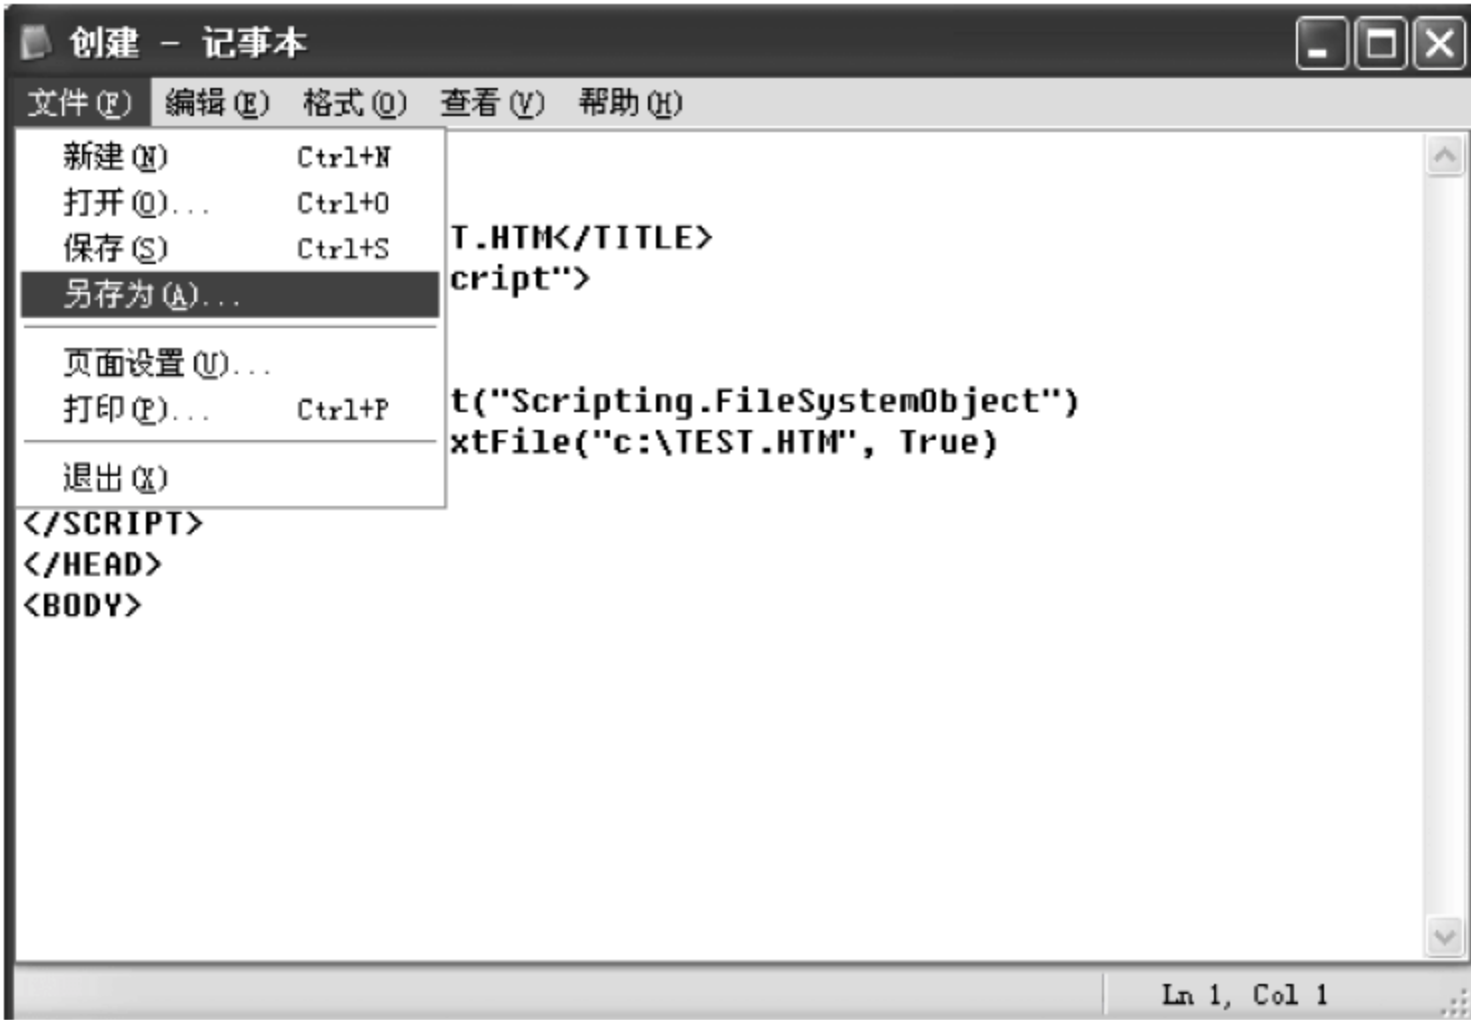 创建 - 记事本
文件(F) 编辑(E) 格式(O) 查看(V) 帮助(H)
新建(N) Ctrl+N
打开(O)... Ctrl+O
T.HTM</TITLE>
保存(S) Ctrl+S
cript">
另存为(A)...
页面设置(U)...
t("Scripting.FileSystemObject")
打印(P)... Ctrl+P
xtFile("c:\TEST.HTM", True)
退出(X)
</SCRIPT>
</HEAD>
<BODY>
Ln 1, Col 1